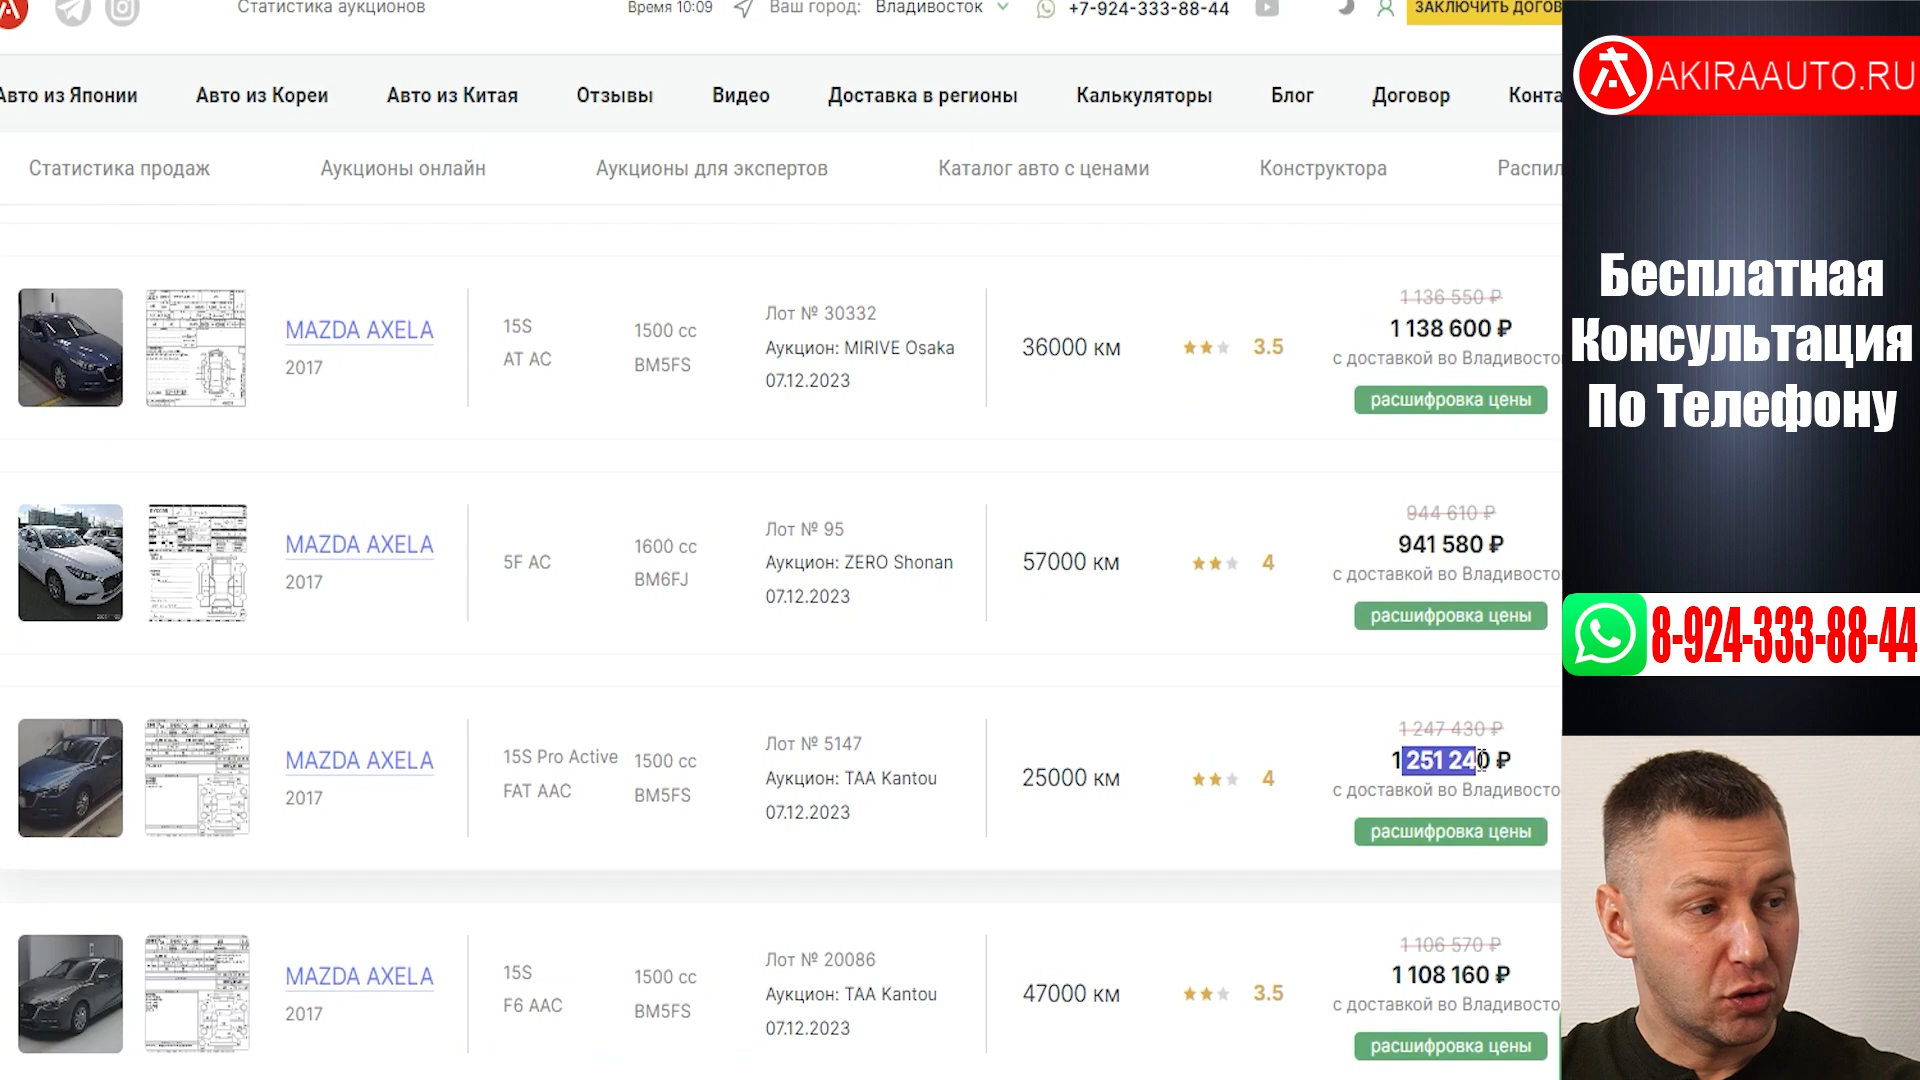 Статистика аукционов
Время 10:09
Ваш город: Владивосток
+7-924-333-88-44
ЗАКЛЮЧИТЬ ДОГОВ
Авто из Японии
Авто из Кореи
Авто из Китая
Отзывы
Видео
Доставка в регионы
Калькуляторы
Блог
Договор
Конта
Статистика продаж
Аукционы онлайн
Аукционы для экспертов
Каталог авто с ценами
Конструктора
Распил
MAZDA AXELA
2017
15S
AT AC
1500 cc
BM5FS
Лот № 30332
Аукцион: MIRIVE Osaka
07.12.2023
36000 км
3.5
1 136 550 ₽
1 138 600 ₽
с доставкой во Владивосто
расшифровка цены
MAZDA AXELA
2017
5F AC
1600 cc
BM6FJ
Лот № 95
Аукцион: ZERO Shonan
07.12.2023
57000 км
4
944 610 ₽
941 580 ₽
с доставкой во Владивосто
расшифровка цены
MAZDA AXELA
2017
15S Pro Active
FAT AAC
1500 cc
BM5FS
Лот № 5147
Аукцион: TAA Kantou
07.12.2023
25000 км
4
1 247 430 ₽
1 251 240 ₽
с доставкой во Владивосто
расшифровка цены
MAZDA AXELA
2017
15S
F6 AAC
1500 cc
BM5FS
Лот № 20086
Аукцион: TAA Kantou
07.12.2023
47000 км
3.5
1 106 570 ₽
1 108 160 ₽
с доставкой во Владивосто
расшифровка цены
AKIRAAUTO.RU
Бесплатная
Консультация
По Телефону
8-924-333-88-44